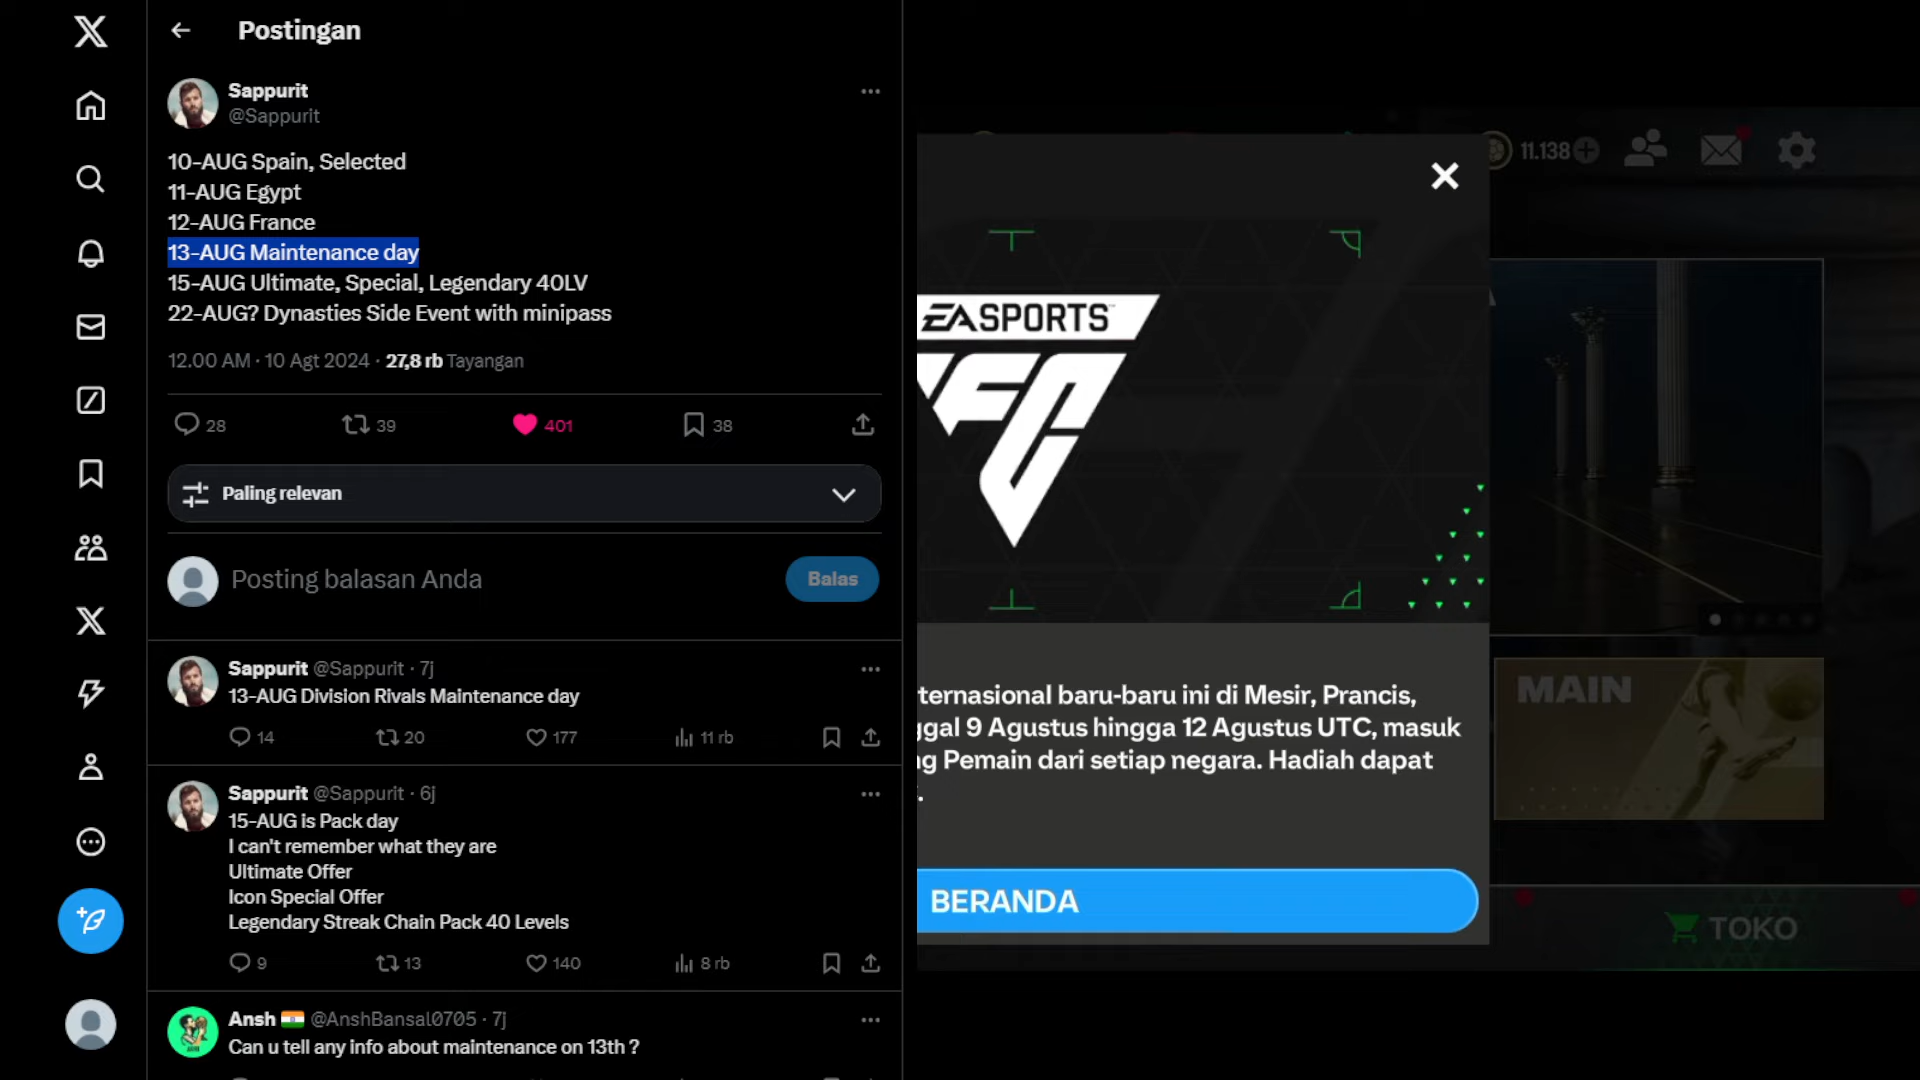 Postingan
Sappurit
@Sappurit
10-AUG Spain, Selected
11-AUG Egypt
12-AUG France
13-AUG Maintenance day
15-AUG Ultimate, Special, Legendary 40LV
22-AUG? Dynasties Side Event with minipass
12.00 AM · 10 Agt 2024 · 27,8 rb Tayangan
28 39 401 38
Paling relevan
Posting balasan Anda
Balas
Sappurit @Sappurit · 7j
13-AUG Division Rivals Maintenance day
14 20 177 11 rb
Sappurit @Sappurit · 6j
15-AUG is Pack day
I can't remember what they are
Ultimate Offer
Icon Special Offer
Legendary Streak Chain Pack 40 Levels
9 13 140 8 rb
Ansh @AnshBansal0705 · 7j
Can u tell any info about maintenance on 13th ?
11.138
EA SPORTS
FC
ternasional baru-baru ini di Mesir, Prancis,
ggal 9 Agustus hingga 12 Agustus UTC, masuk
g Pemain dari setiap negara. Hadiah dapat
BERANDA
MAIN
TOKO